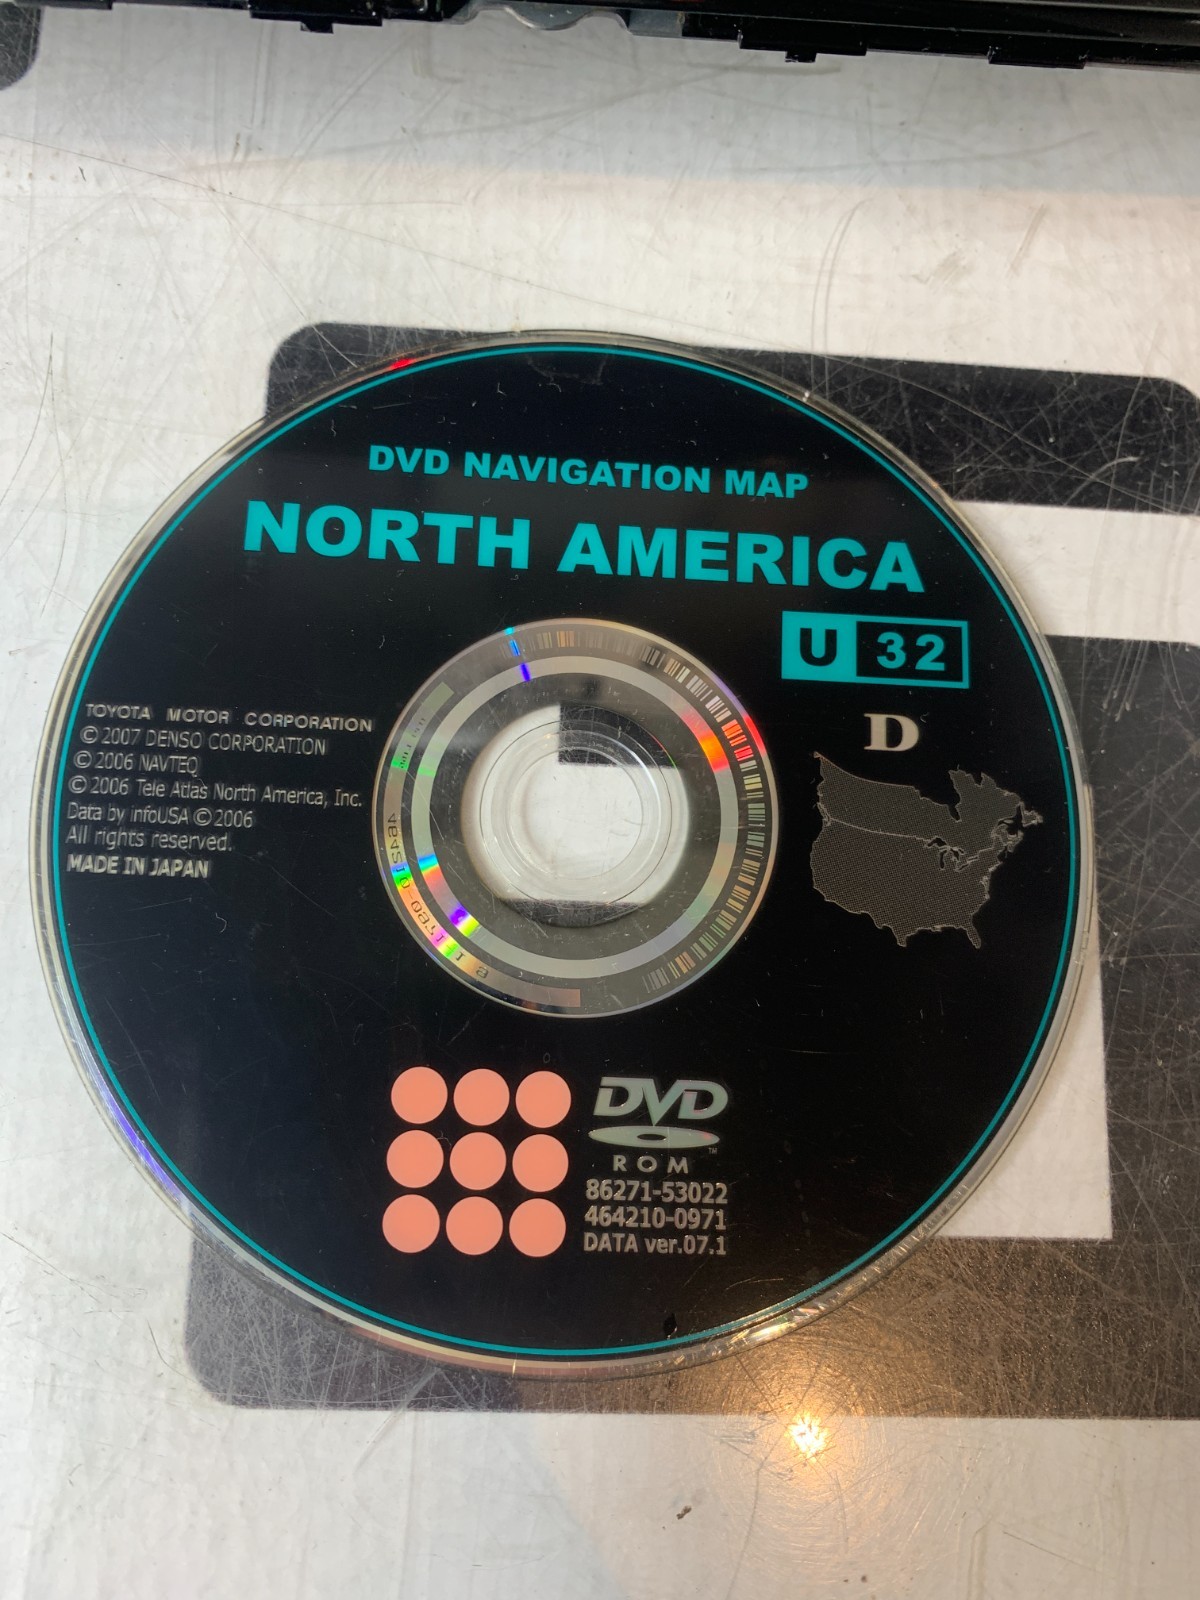 DVD NAVIGATION MAP
NORTH AMERICA
U 32
D
TOYOTA MOTOR CORPORATION
© 2007 DENSO CORPORATION
© 2006 NAVTEQ
© 2006 Tele Atlas North America, Inc.
Data by infoUSA © 2006
All rights reserved.
MADE IN JAPAN
DVD
TM
ROM
86271-53022
464210-0971
DATA ver.07.1